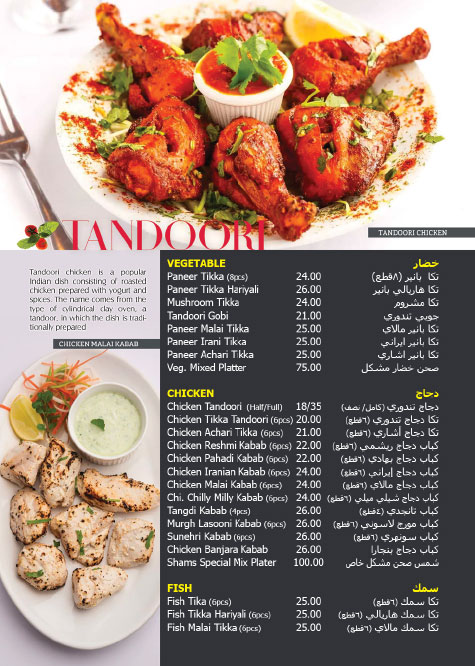 TANDOORI
TANDOORI CHICKEN
Tandoori chicken is a popular
Indian dish consisting of roasted
chicken prepared with yogurt and
spices. The name comes from the
type of cylindrical clay oven, a
tandoor, in which the dish is tradi-
tionally prepared
CHICKEN MALAI KABAB
VEGETABLE خضار
Paneer Tikka (8pcs) 24.00 تكا بانير (٨قطع)
Paneer Tikka Hariyali 26.00 تكا هاريالي بانير
Mushroom Tikka 24.00 تكا مشروم
Tandoori Gobi 21.00 جوبي تندوري
Paneer Malai Tikka 25.00 تكا بانير مالاي
Paneer Irani Tikka 25.00 تكا بانير ايراني
Paneer Achari Tikka 25.00 تكا بانير اشاري
Veg. Mixed Platter 75.00 صحن خضار مشكل
CHICKEN دجاج
Chicken Tandoori (Half/Full) 18/35 دجاج تندوري (كامل/ نصف)
Chicken Tikka Tandoori (6pcs) 20.00 تكا دجاج تندوري (٦قطع)
Chicken Achari Tikka (6pcs) 21.00 تكا دجاج أشاري (٦قطع)
Chicken Reshmi Kabab (6pcs) 22.00 كباب دجاج ريشمي (٦قطع)
Chicken Pahadi Kabab (6pcs) 22.00 كباب دجاج بهادي (٦قطع)
Chicken Iranian Kabab (6pcs) 24.00 كباب دجاج إيراني (٦قطع)
Chicken Malai Kabab (6pcs) 24.00 كباب دجاج مالاي (٦قطع)
Chi. Chilly Milly Kabab (6pcs) 24.00 كباب دجاج شيلي ميلي (٦قطع)
Tangdi Kabab (4pcs) 26.00 كباب تانجدي (٤قطع)
Murgh Lasooni Kabab (6pcs) 26.00 كباب مورج لاسوني (٦قطع)
Sunehri Kabab (6pcs) 26.00 كباب سونهري (٦قطع)
Chicken Banjara Kabab 26.00 كباب دجاج بنجارا
Shams Special Mix Plater 100.00 شمس صحن مشكل خاص
FISH سمك
Fish Tika (6pcs) 25.00 تكا سمك (٦قطع)
Fish Tikka Hariyali (6pcs) 25.00 تكا سمك هاريالي (٦قطع)
Fish Malai Tikka (6pcs) 25.00 تكا سمك مالاي (٦قطع)